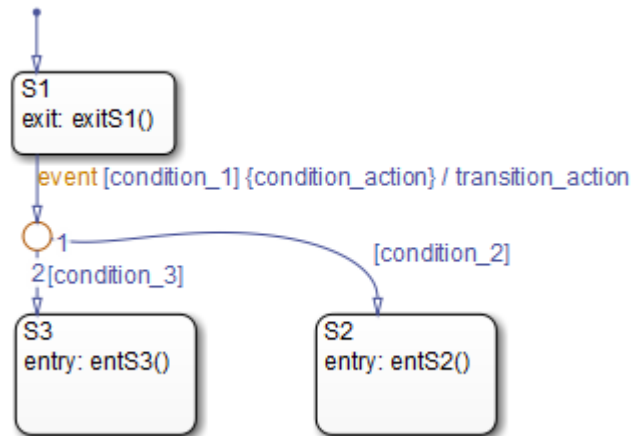 S1
exit: exitS1()
event [condition_1] {condition_action} / transition_action
1
[condition_2]
2 [condition_3]
S3
entry: entS3()
S2
entry: entS2()